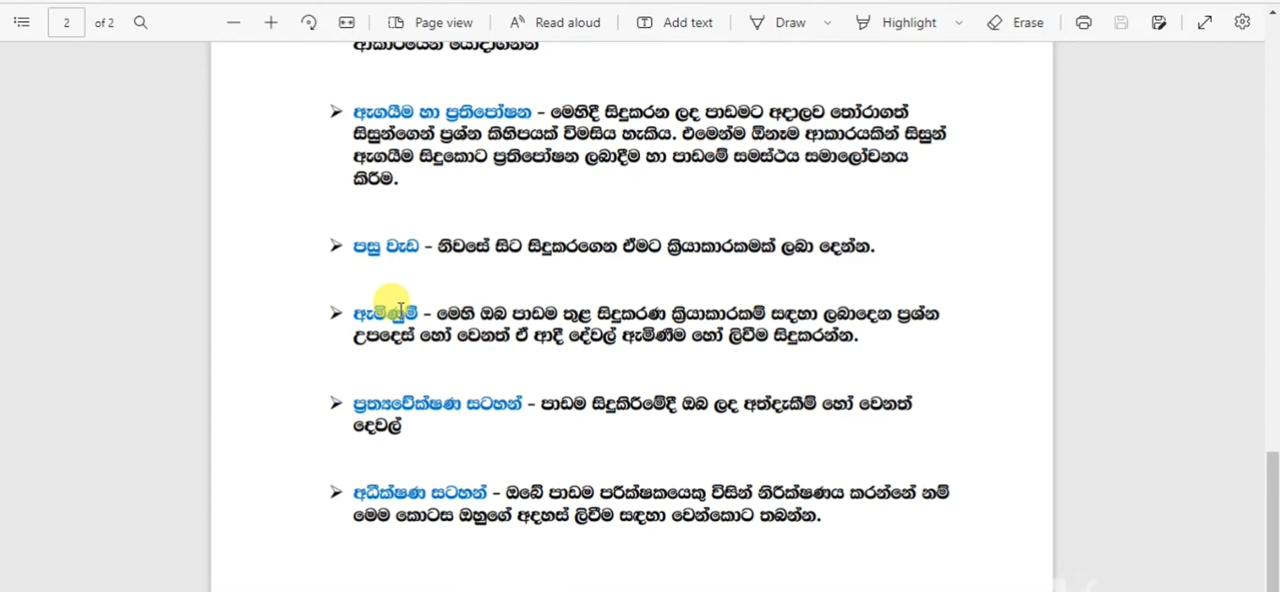 2 of 2 Page view Read aloud Add text Draw Highlight Erase
ආකාරයෙන් යොදාගන්න
ඇගයීම හා ප්‍රතිපෝෂන - මෙහිදී සිදුකරන ලද පාඩමට අදාලව තෝරාගත්
සිසුන්ගෙන් ප්‍රශ්න කිහිපයක් විමසිය හැකිය. එමෙන්ම ඕනෑම ආකාරයකින් සිසුන්
ඇගයීම සිදුකොට ප්‍රතිපෝෂන ලබාදීම හා පාඩමේ සමස්ථය සමාලෝචනය
කිරීම.
පසු වැඩ - නිවසේ සිට සිදුකරගෙන ඒමට ක්‍රියාකාරකමක් ලබා දෙන්න.
ඇමිණුම් - මෙහි ඔබ පාඩම තුළ සිදුකරණ ක්‍රියාකාරකම් සඳහා ලබාදෙන ප්‍රශ්න
උපදෙස් හෝ වෙනත් ඒ ආදී දේවල් ඇමිණීම හෝ ලිවීම සිදුකරන්න.
ප්‍රත්‍යවේක්ෂණ සටහන් - පාඩම සිදුකිරීමේදී ඔබ ලද අත්දැකීම් හෝ වෙනත්
දෙවල්
අධීක්ෂණ සටහන් - ඔබේ පාඩම පරීක්ෂකයෙකු විසින් නිරීක්ෂණය කරන්නේ නම්
මෙම කොටස ඔහුගේ අදහස් ලිවීම සඳහා වෙන්කොට තබන්න.